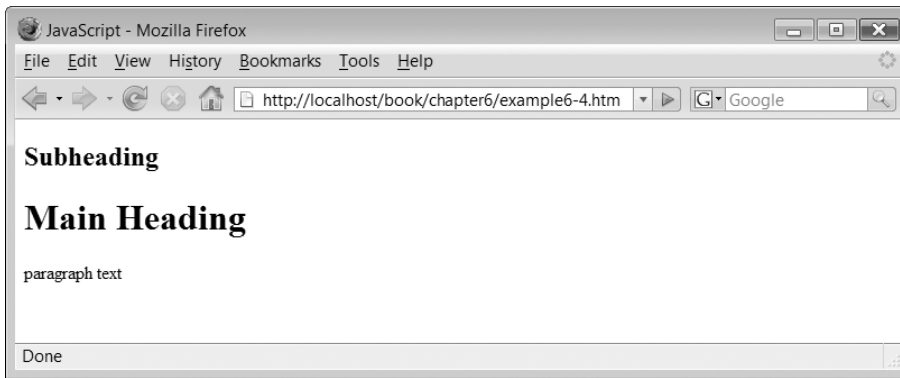 JavaScript - Mozilla Firefox
File Edit View History Bookmarks Tools Help
http://localhost/book/chapter6/example6-4.htm G Google
Subheading
Main Heading
paragraph text
Done